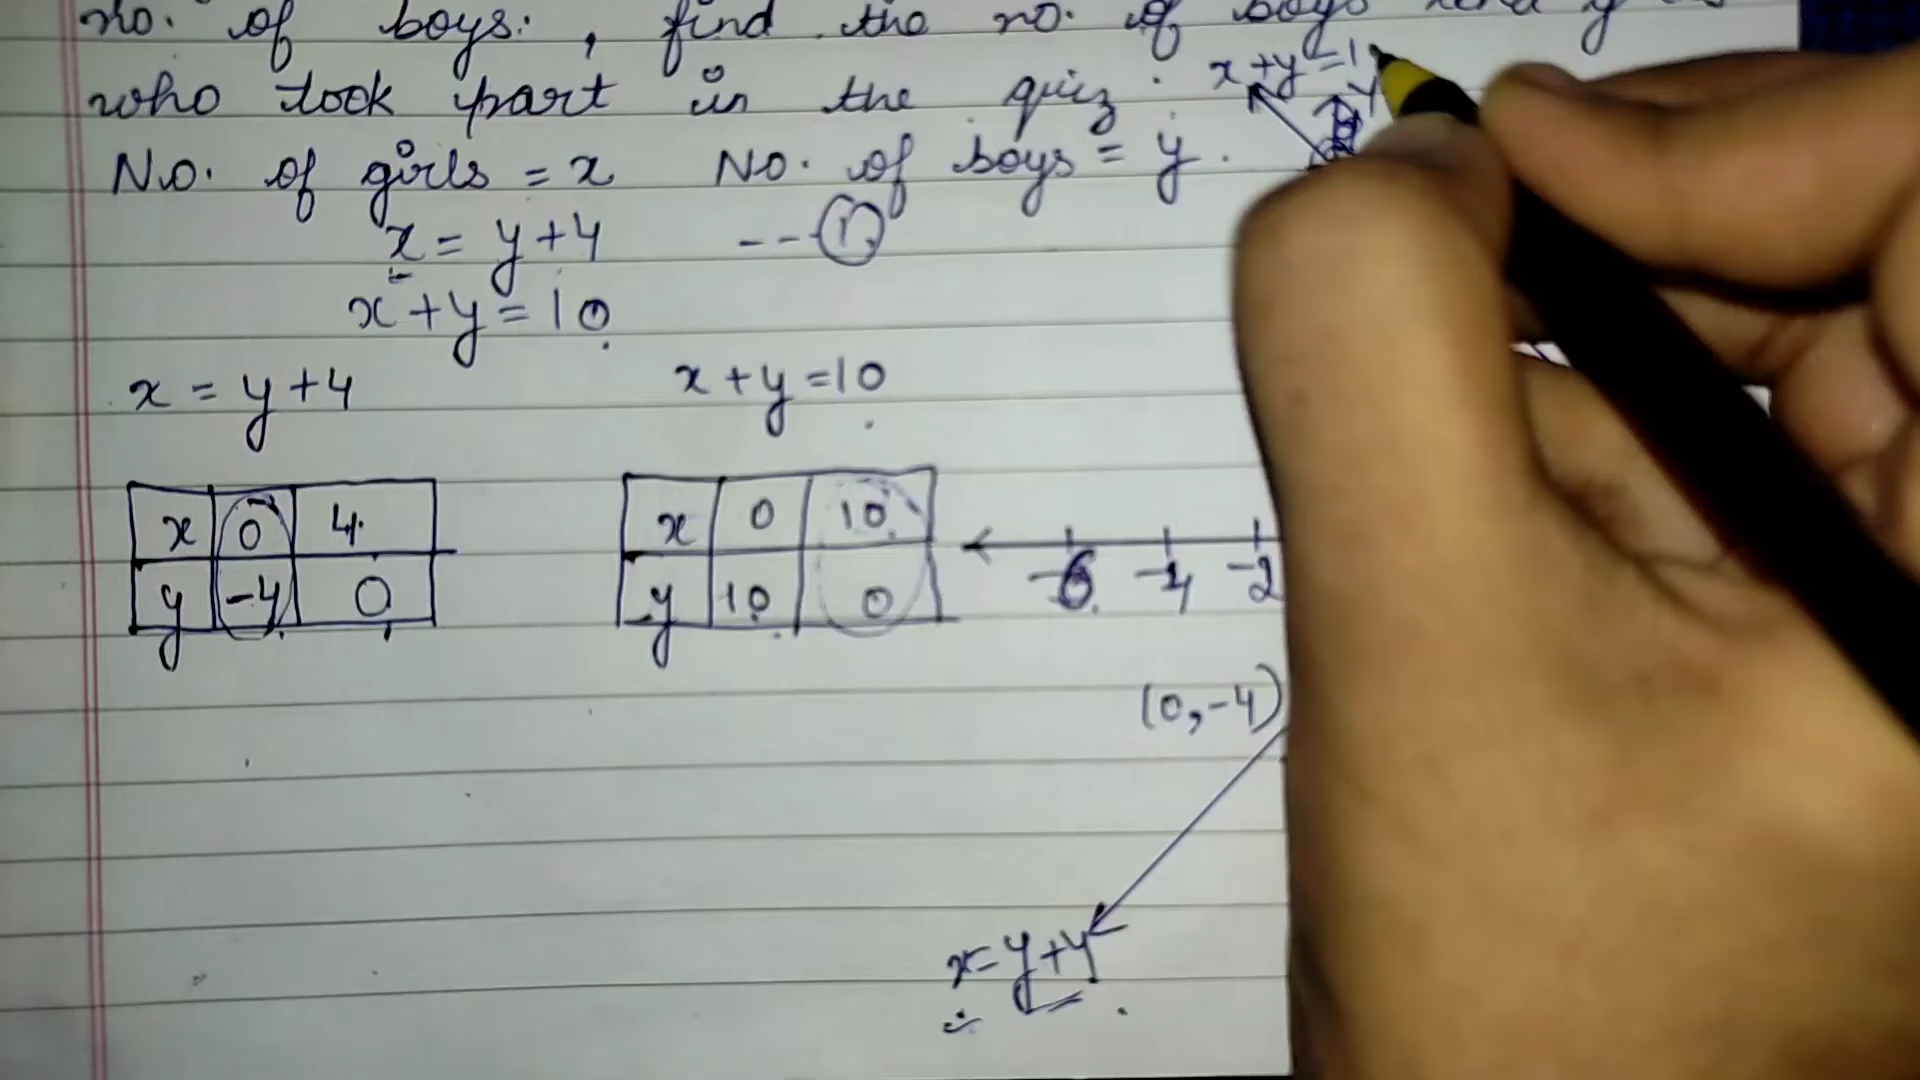 no. of boys. , find the no. of boys and
who took part in the quiz.
x + y = 1
y
No. of girls = x No. of boys = y.
x = y + 4 --- ①
x + y = 10
x = y + 4 x + y = 10
x 0 4
y -4 0
x 0 10
y 10 0
-6 -4 -2
(0, -4)
x = y + 4